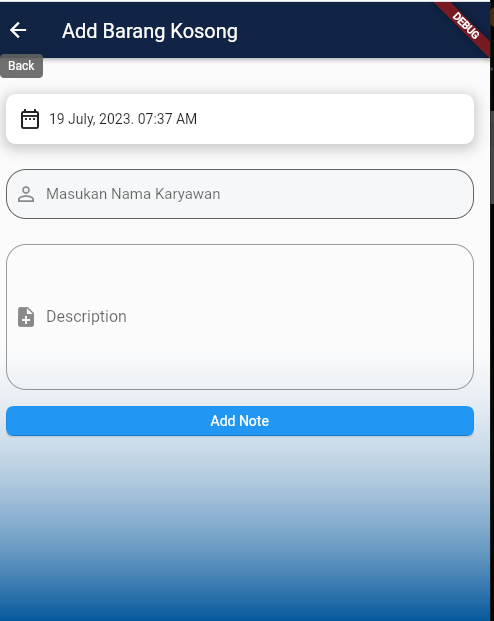 Add Barang Kosong
DEBUG
Back
19 July, 2023. 07:37 AM
Masukan Nama Karyawan
Description
Add Note